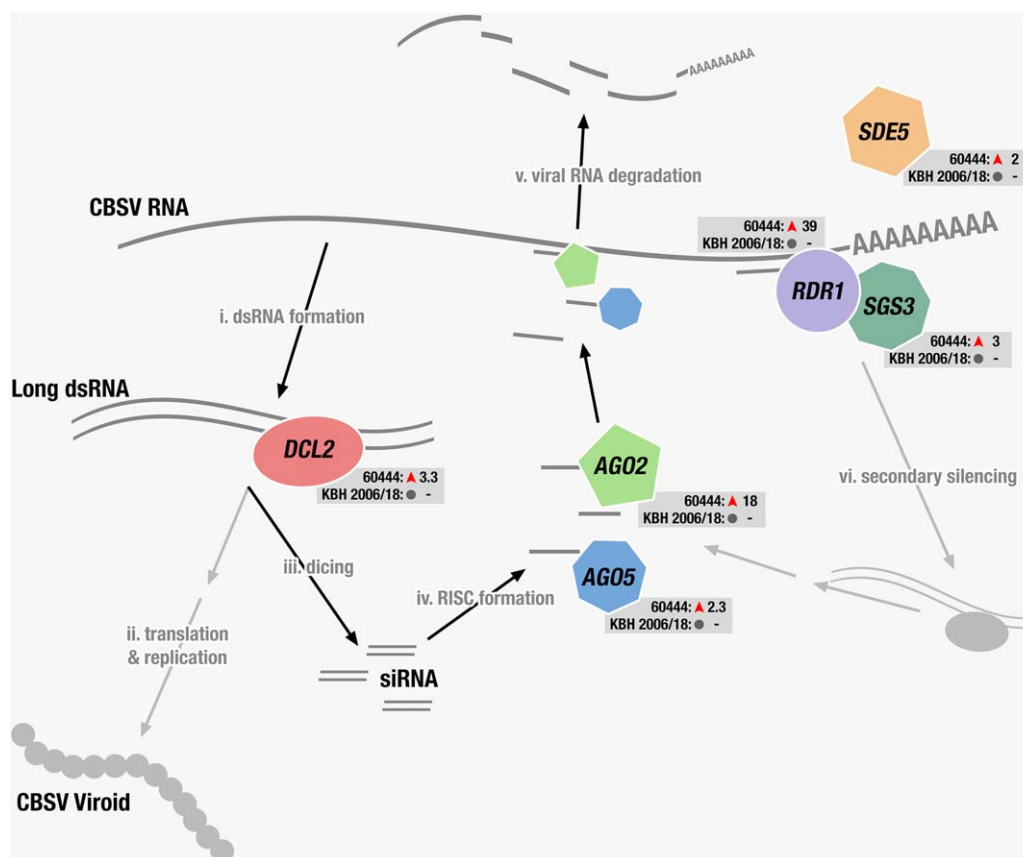 AAAAAAAAA
SDE5
60444: 2
KBH 2006/18: -
v. viral RNA degradation
CBSV RNA
60444: 39
KBH 2006/18: -
AAAAAAAAA
RDR1
SGS3
i. dsRNA formation
60444: 3
KBH 2006/18: -
Long dsRNA
DCL2
60444: 3.3
KBH 2006/18: -
AGO2
60444: 18
KBH 2006/18: -
vi. secondary silencing
iii. dicing
AGO5
60444: 2.3
KBH 2006/18: -
iv. RISC formation
ii. translation
& replication
siRNA
CBSV Viroid